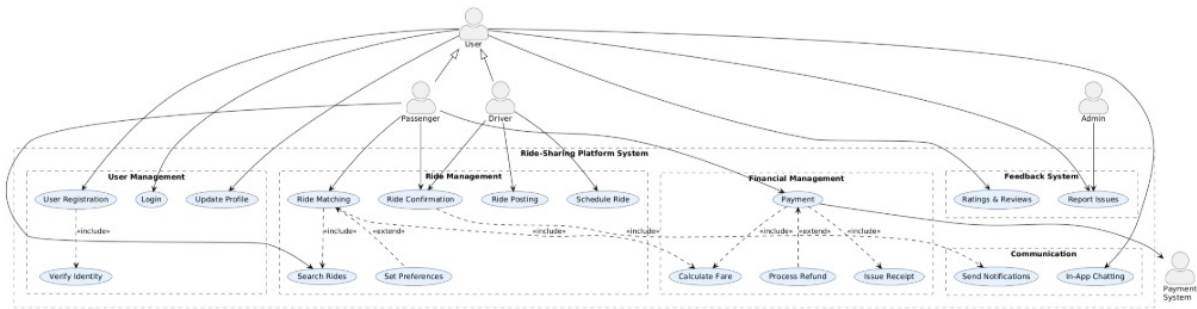 User
Passenger
Driver
Admin
Ride-Sharing Platform System
User Management
Ride Management
Financial Management
Feedback System
User Registration
Login
Update Profile
Ride Matching
Ride Confirmation
Ride Posting
Schedule Ride
Payment
Ratings & Reviews
Report Issues
«include»
«include»
«extend»
«include»
«include»
«include»
«extend»
«include»
Communication
Verify Identity
Search Rides
Set Preferences
Calculate Fare
Process Refund
Issue Receipt
Send Notifications
In-App Chatting
Payment
System